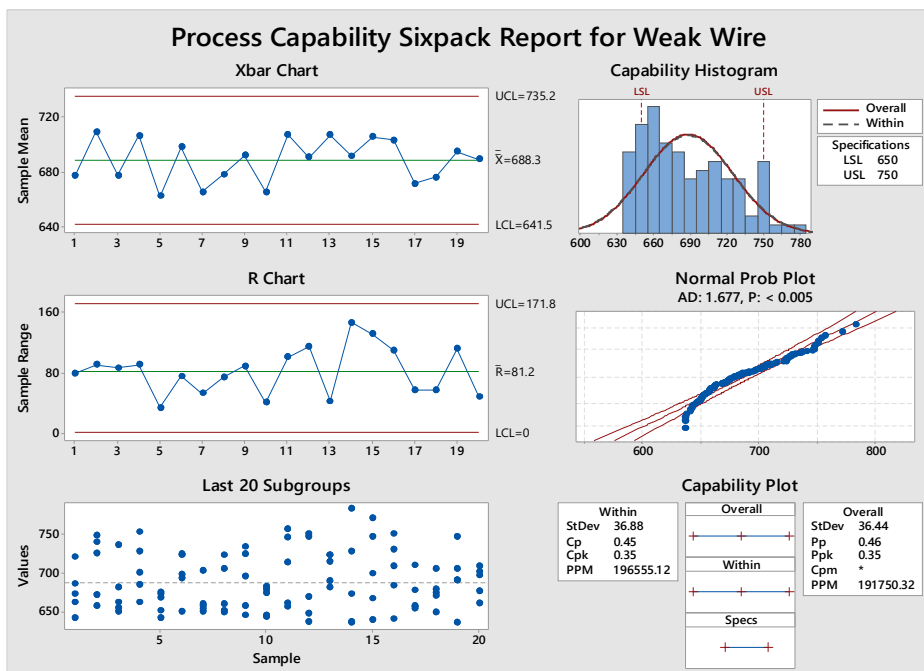 Process Capability Sixpack Report for Weak Wire
Xbar Chart
Sample Mean
720
680
640
1 3 5 7 9 11 13 15 17 19
UCL=735.2
X̿=688.3
LCL=641.5
Capability Histogram
LSL USL
600 630 660 690 720 750 780
Overall
Within
Specifications
LSL 650
USL 750
R Chart
Sample Range
160
80
0
1 3 5 7 9 11 13 15 17 19
UCL=171.8
R̄=81.2
LCL=0
Normal Prob Plot
AD: 1.677, P: < 0.005
600 700 800
Last 20 Subgroups
Values
750
700
650
5 10 15 20
Sample
Capability Plot
Within
StDev 36.88
Cp 0.45
Cpk 0.35
PPM 196555.12
Overall
Within
Specs
Overall
StDev 36.44
Pp 0.46
Ppk 0.35
Cpm *
PPM 191750.32